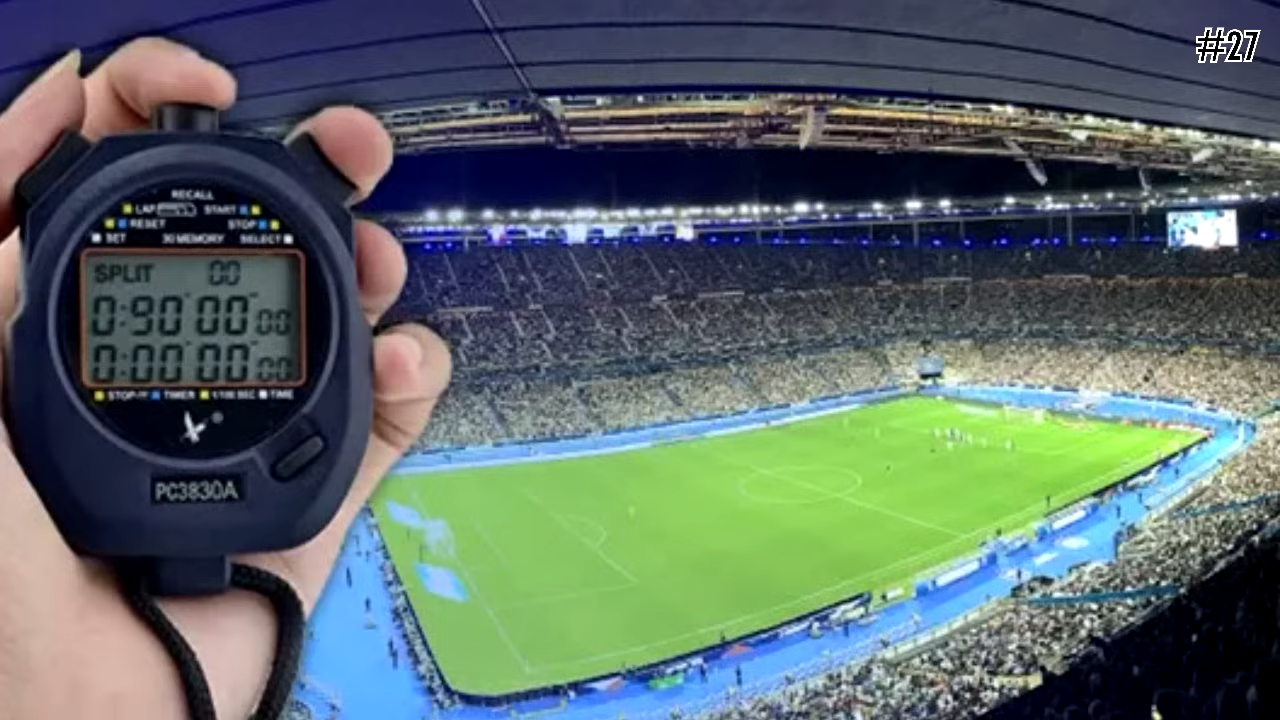 #27
RECALL
LAP START
RESET STOP
SET 30 MEMORY SELECT
SPLIT 00
0:90'00"00
0:00'00"00
TIMER 1/100 SEC TIME
PC3830A